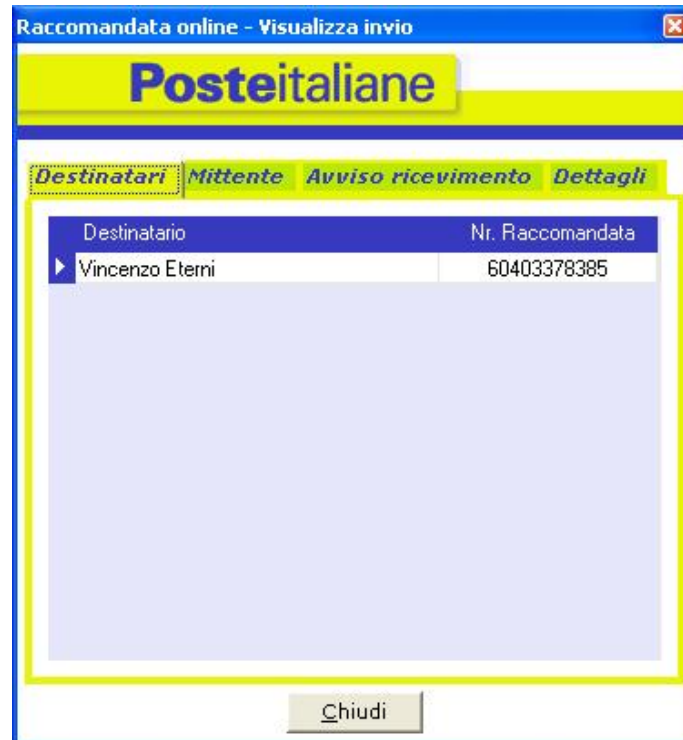 Raccomandata online - Visualizza invio
Posteitaliane
Destinatari Mittente Avviso ricevimento Dettagli
Destinatario Nr. Raccomandata
Vincenzo Eterni 60403378385
Chiudi